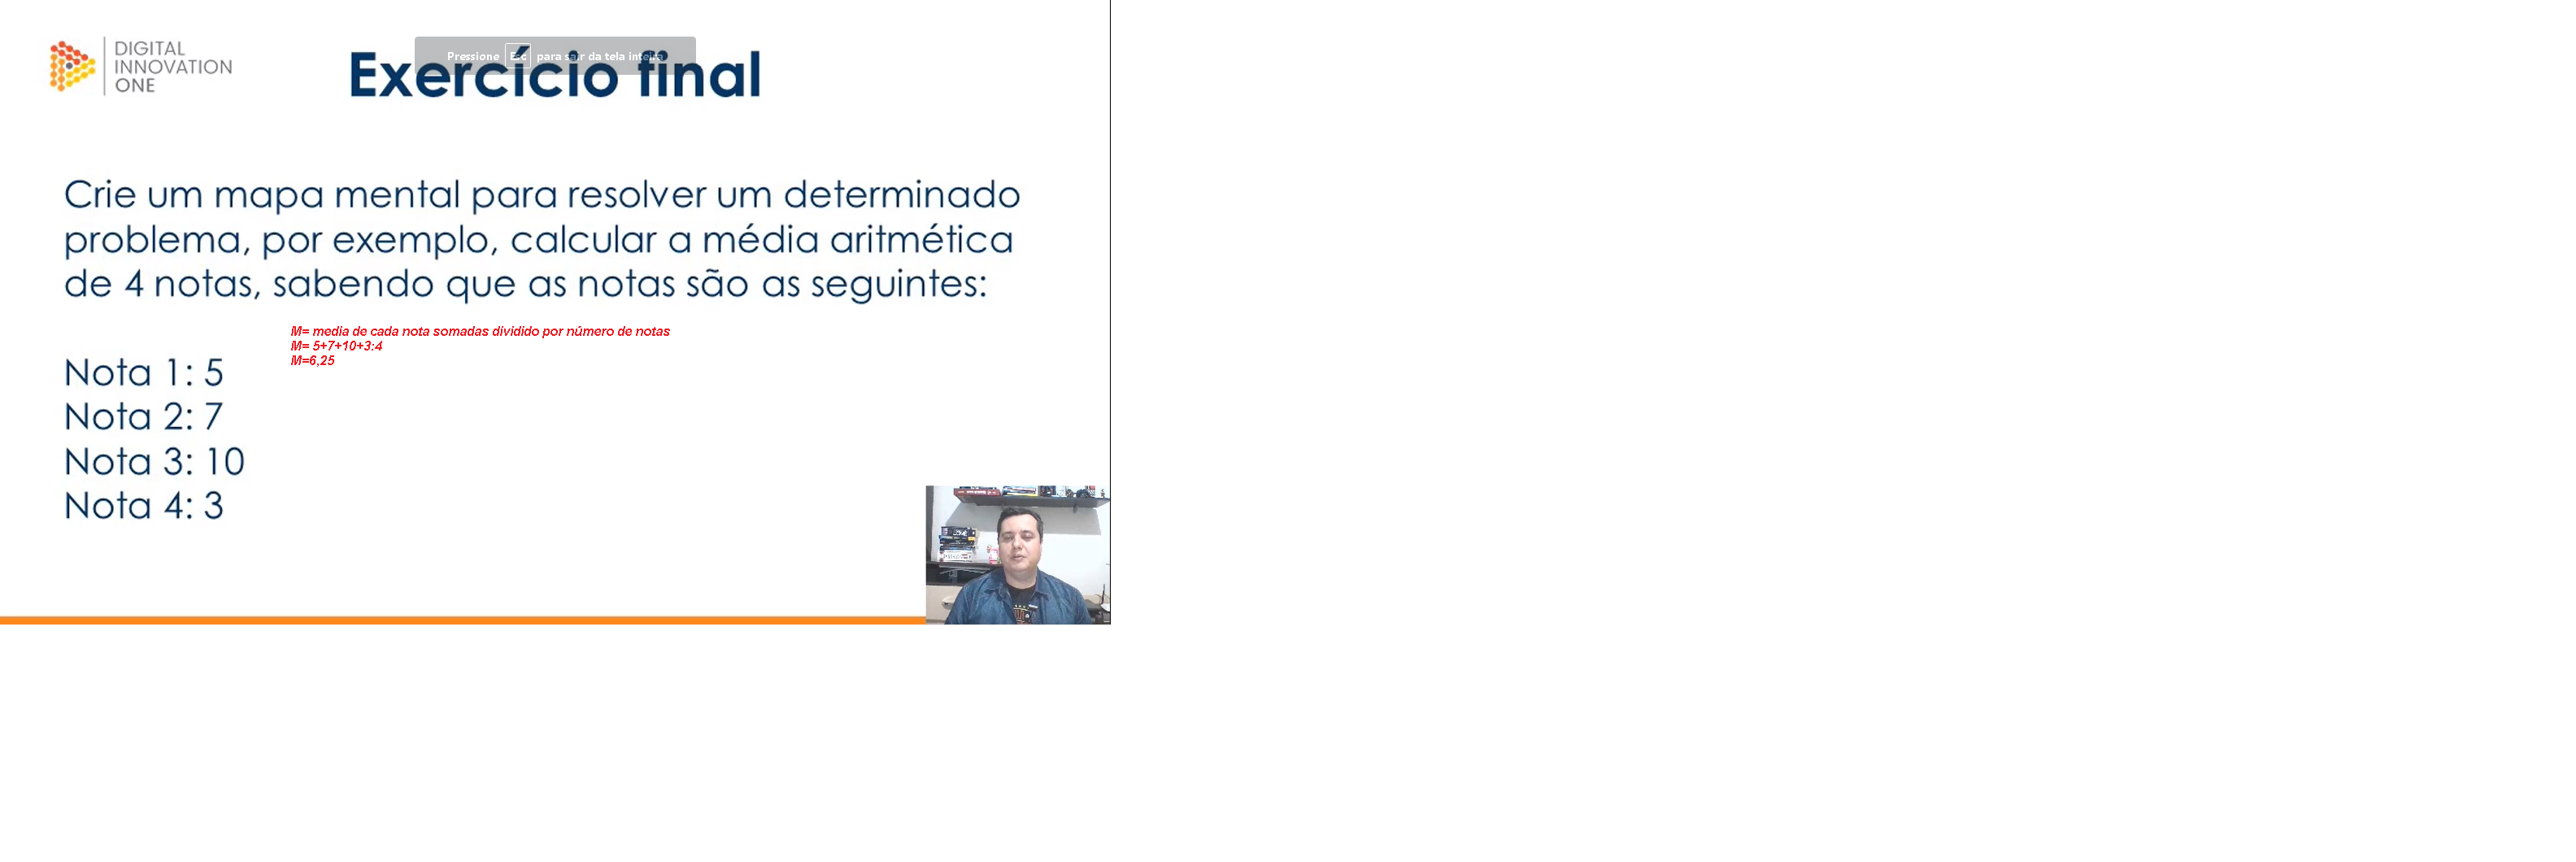 DIGITAL
INNOVATION
ONE
Pressione Esc para sair da tela inteira
Exercício final
Crie um mapa mental para resolver um determinado
problema, por exemplo, calcular a média aritmética
de 4 notas, sabendo que as notas são as seguintes:
M= media de cada nota somadas dividido por número de notas
M= 5+7+10+3:4
M=6,25
Nota 1: 5
Nota 2: 7
Nota 3: 10
Nota 4: 3